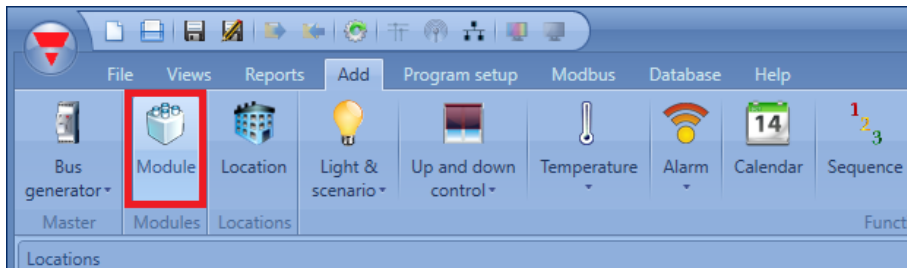 File Views Reports Add Program setup Modbus Database Help
14
1
2
3
Bus generator Module Location Light & scenario Up and down control Temperature Alarm Calendar Sequence
Master Modules Locations Funct
Locations